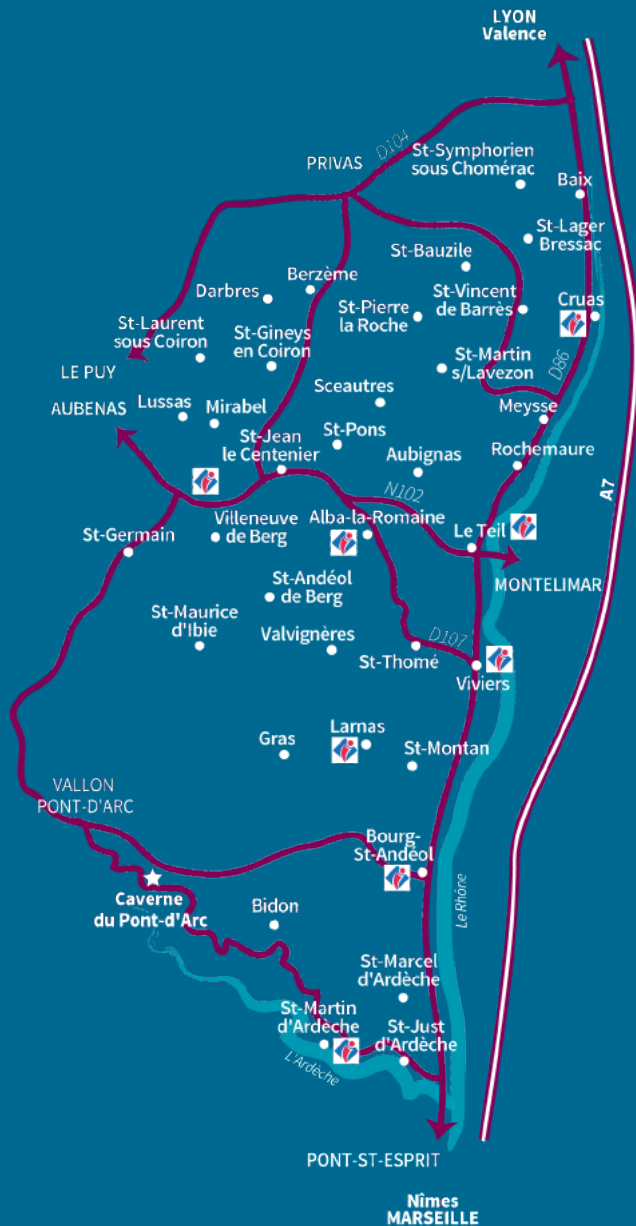 LYON
Valence
D104
St-Symphorien
sous Chomérac
PRIVAS
Baix
St-Lager
Bressac
St-Bauzile
Berzème
Darbres
St-Vincent
de Barrès
Cruas
St-Pierre
la Roche
St-Laurent
sous Coiron
St-Gineys
en Coiron
LE PUY
St-Martin
s/Lavezon
D86
AUBENAS
Lussas
Mirabel
Sceautres
Meysse
St-Jean
le Centenier
St-Pons
Aubignas
Rochemaure
A7
N102
Villeneuve
de Berg
Alba-la-Romaine
Le Teil
St-Germain
MONTELIMAR
St-Andéol
de Berg
St-Maurice
d'Ibie
Valvignères
D107
St-Thomé
Viviers
Larnas
Gras
St-Montan
VALLON
PONT-D'ARC
Bourg-
St-Andéol
Caverne
du Pont-d'Arc
Bidon
Le Rhône
St-Marcel
d'Ardèche
St-Martin
d'Ardèche
St-Just
d'Ardèche
L'Ardèche
PONT-ST-ESPRIT
Nîmes
MARSEILLE